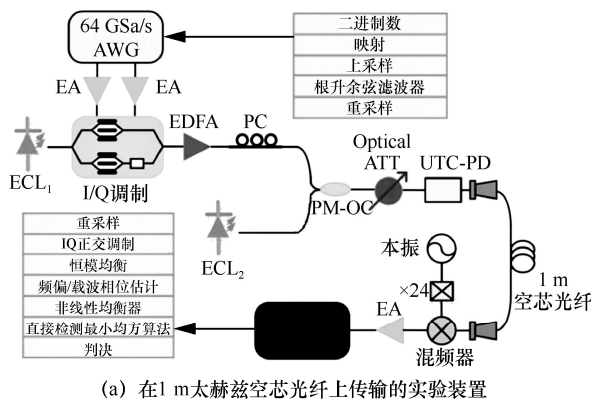 64 GSa/s
AWG
二进制数
映射
上采样
根升余弦滤波器
重采样
EA
EA
EDFA
PC
Optical
ATT
UTC-PD
ECL₁
I/Q调制
PM-OC
ECL₂
重采样
IQ正交调制
恒模均衡
频偏/载波相位估计
非线性均衡器
直接检测最小均方算法
判决
本振
×24
EA
混频器
1 m
空芯光纤
(a) 在1 m太赫兹空芯光纤上传输的实验装置